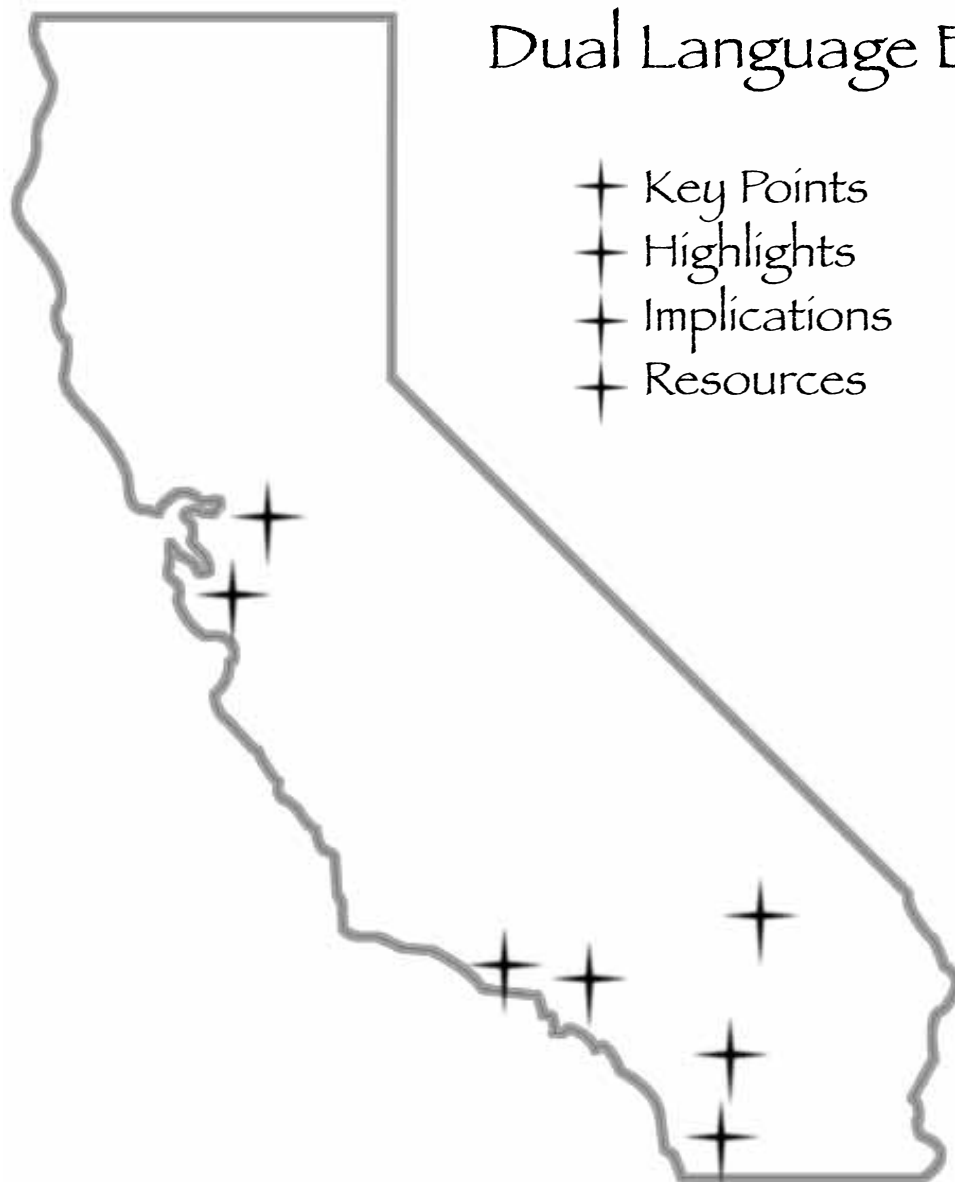 Dual Language E
Key Points
Highlights
Implications
Resources